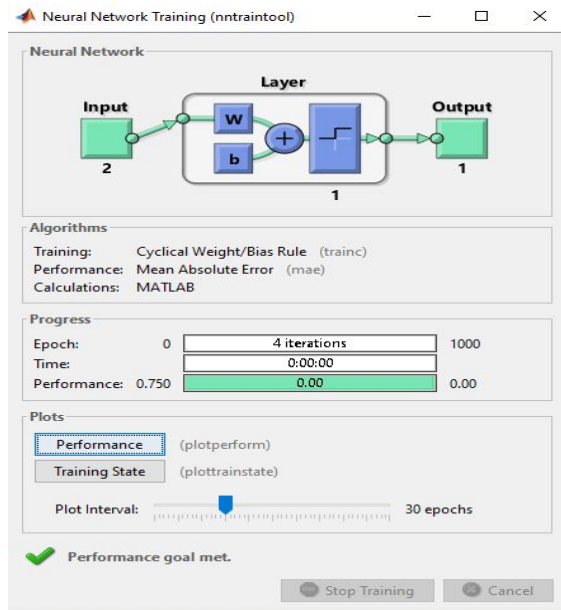 Neural Network Training (nntraintool)
Neural Network
Layer
Input
Output
W
b
+
2
1
1
Algorithms
Training: Cyclical Weight/Bias Rule (trainc)
Performance: Mean Absolute Error (mae)
Calculations: MATLAB
Progress
Epoch: 0 4 iterations 1000
Time: 0:00:00
Performance: 0.750 0.00 0.00
Plots
Performance (plotperform)
Training State (plottrainstate)
Plot Interval: 30 epochs
Performance goal met.
Stop Training Cancel